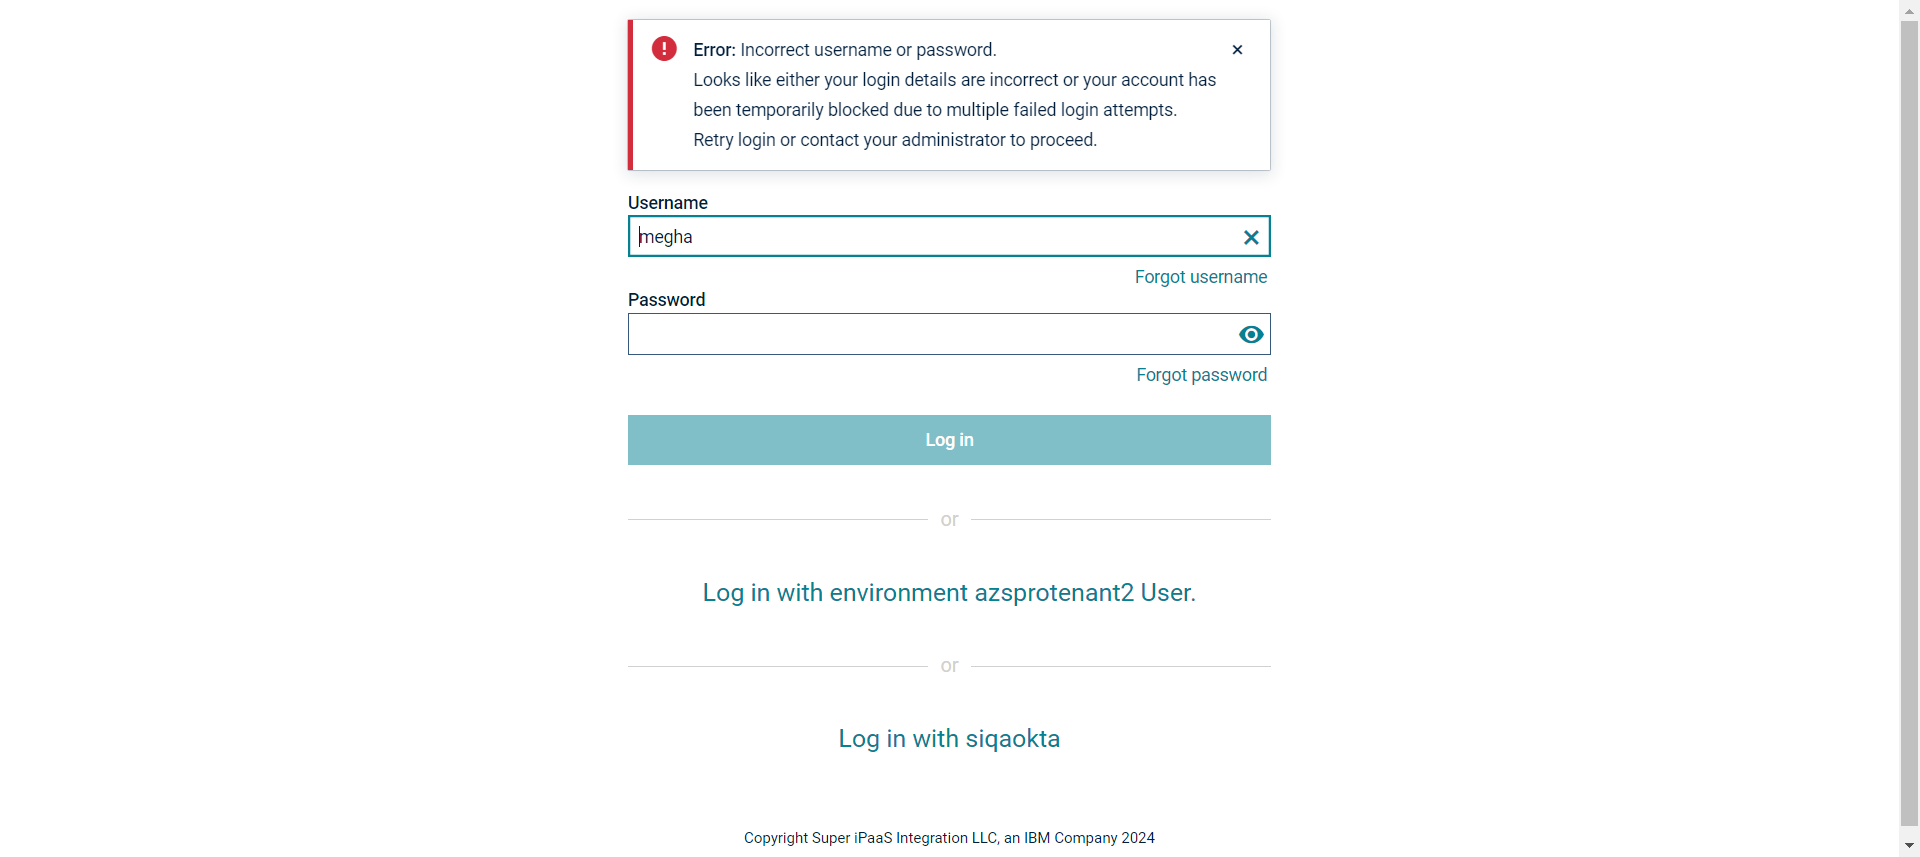 Error: Incorrect username or password.
Looks like either your login details are incorrect or your account has
been temporarily blocked due to multiple failed login attempts.
Retry login or contact your administrator to proceed.
Username
megha
Forgot username
Password
Forgot password
Log in
or
Log in with environment azsprotenant2 User.
or
Log in with siqaokta
Copyright Super iPaaS Integration LLC, an IBM Company 2024